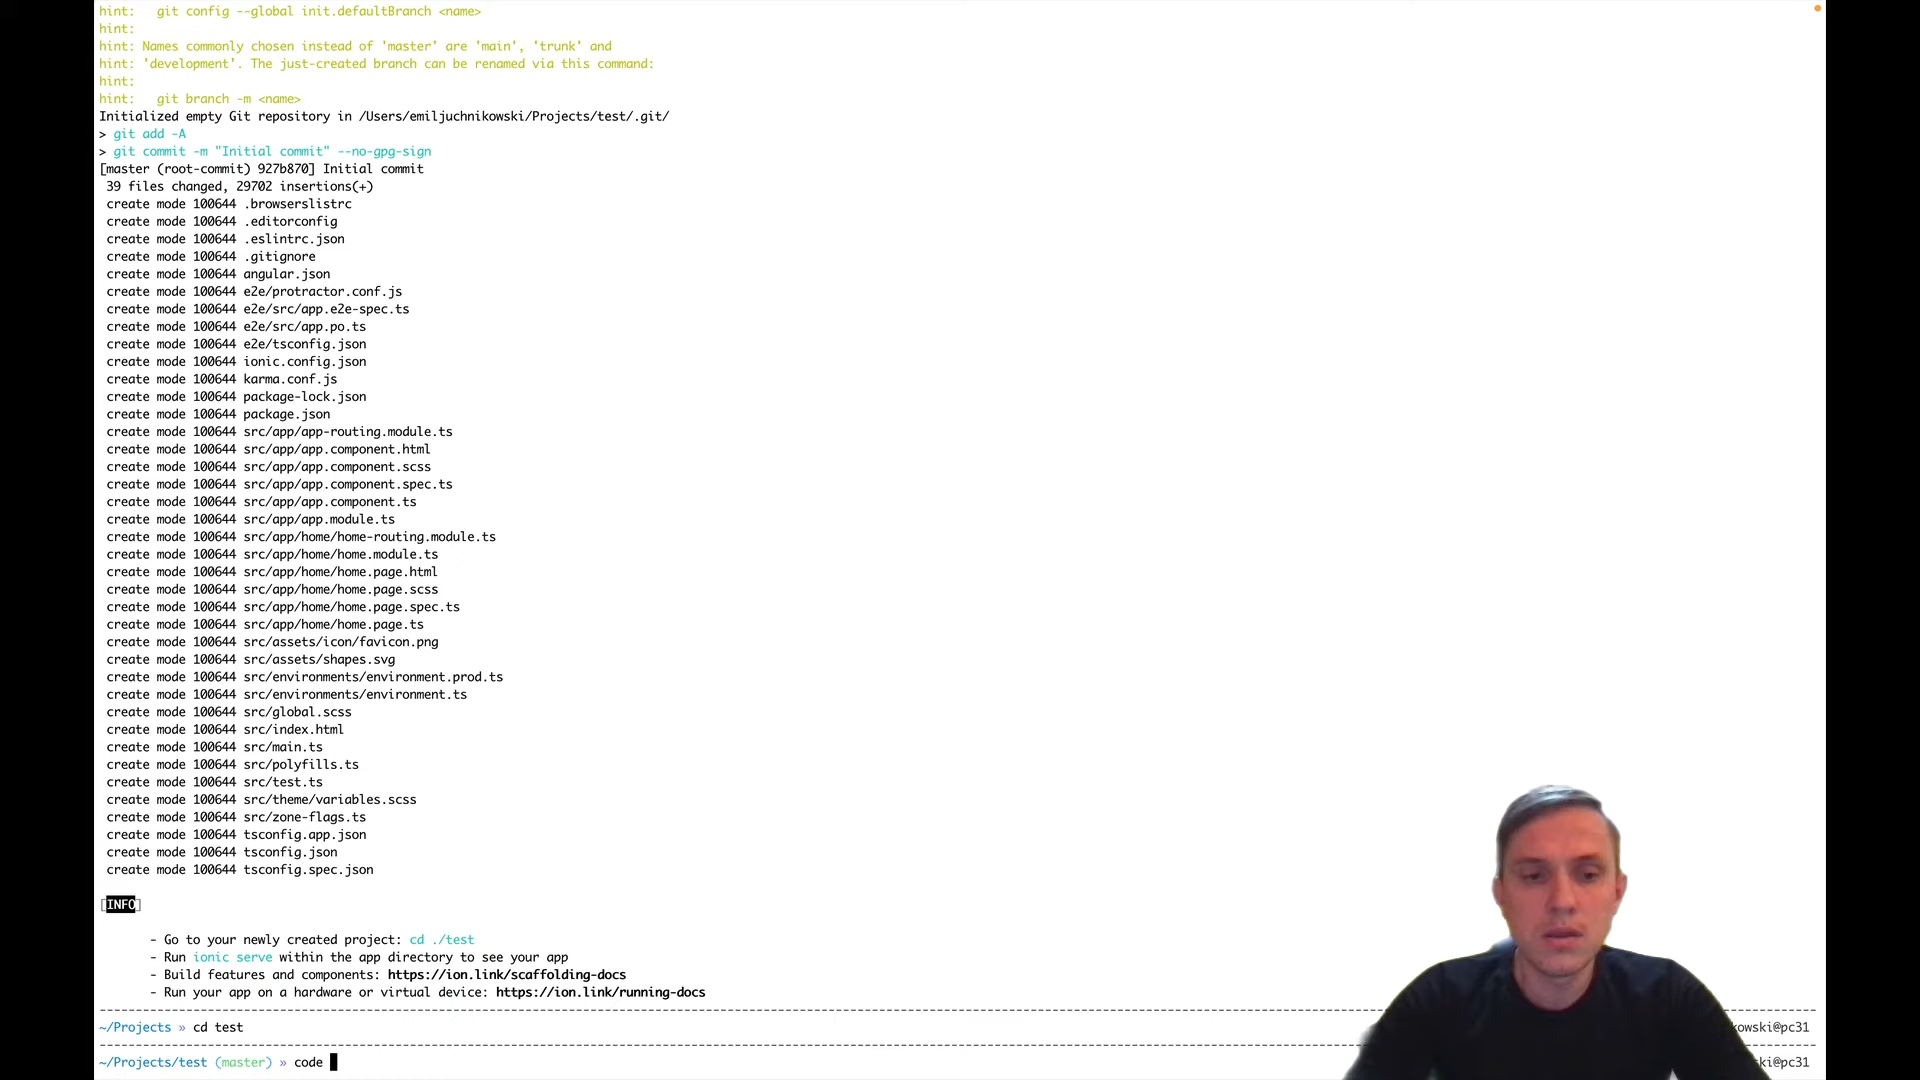 hint:   git config --global init.defaultBranch <name>
hint:
hint: Names commonly chosen instead of 'master' are 'main', 'trunk' and
hint: 'development'. The just-created branch can be renamed via this command:
hint:
hint:   git branch -m <name>
Initialized empty Git repository in /Users/emiljuchnikowski/Projects/test/.git/
> git add -A
> git commit -m "Initial commit" --no-gpg-sign
[master (root-commit) 927b870] Initial commit
 39 files changed, 29702 insertions(+)
 create mode 100644 .browserslistrc
 create mode 100644 .editorconfig
 create mode 100644 .eslintrc.json
 create mode 100644 .gitignore
 create mode 100644 angular.json
 create mode 100644 e2e/protractor.conf.js
 create mode 100644 e2e/src/app.e2e-spec.ts
 create mode 100644 e2e/src/app.po.ts
 create mode 100644 e2e/tsconfig.json
 create mode 100644 ionic.config.json
 create mode 100644 karma.conf.js
 create mode 100644 package-lock.json
 create mode 100644 package.json
 create mode 100644 src/app/app-routing.module.ts
 create mode 100644 src/app/app.component.html
 create mode 100644 src/app/app.component.scss
 create mode 100644 src/app/app.component.spec.ts
 create mode 100644 src/app/app.component.ts
 create mode 100644 src/app/app.module.ts
 create mode 100644 src/app/home/home-routing.module.ts
 create mode 100644 src/app/home/home.module.ts
 create mode 100644 src/app/home/home.page.html
 create mode 100644 src/app/home/home.page.scss
 create mode 100644 src/app/home/home.page.spec.ts
 create mode 100644 src/app/home/home.page.ts
 create mode 100644 src/assets/icon/favicon.png
 create mode 100644 src/assets/shapes.svg
 create mode 100644 src/environments/environment.prod.ts
 create mode 100644 src/environments/environment.ts
 create mode 100644 src/global.scss
 create mode 100644 src/index.html
 create mode 100644 src/main.ts
 create mode 100644 src/polyfills.ts
 create mode 100644 src/test.ts
 create mode 100644 src/theme/variables.scss
 create mode 100644 src/zone-flags.ts
 create mode 100644 tsconfig.app.json
 create mode 100644 tsconfig.json
 create mode 100644 tsconfig.spec.json
[INFO]
- Go to your newly created project: cd ./test
- Run ionic serve within the app directory to see your app
- Build features and components: https://ion.link/scaffolding-docs
- Run your app on a hardware or virtual device: https://ion.link/running-docs
~/Projects » cd test kowski@pc31
~/Projects/test (master) » code ski@pc31